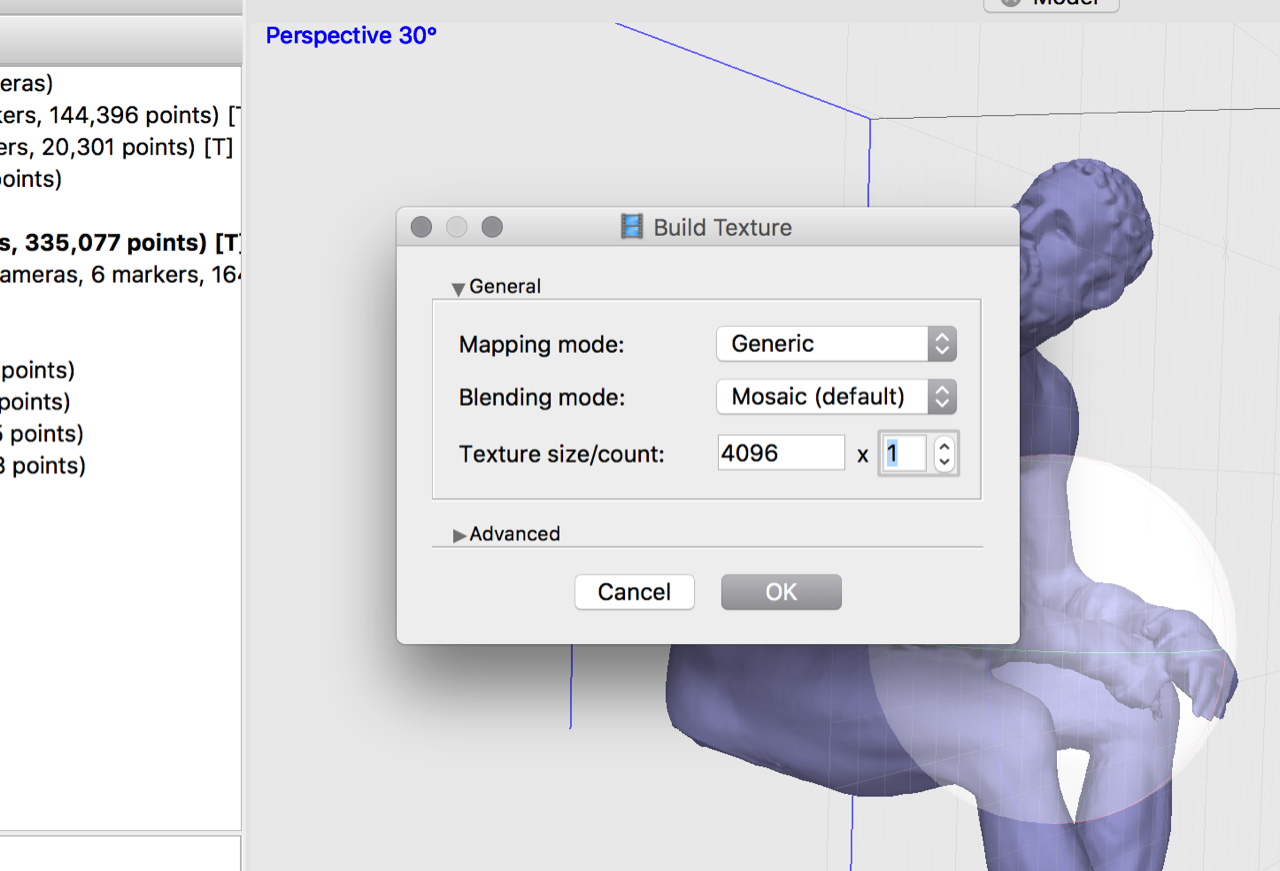 Model
Perspective 30°
eras)
kers, 144,396 points) [T
ers, 20,301 points) [T]
points)
s, 335,077 points) [T]
ameras, 6 markers, 164
points)
points)
5 points)
3 points)
Build Texture
General
Mapping mode: Generic
Blending mode: Mosaic (default)
Texture size/count: 4096 x 1
Advanced
Cancel OK